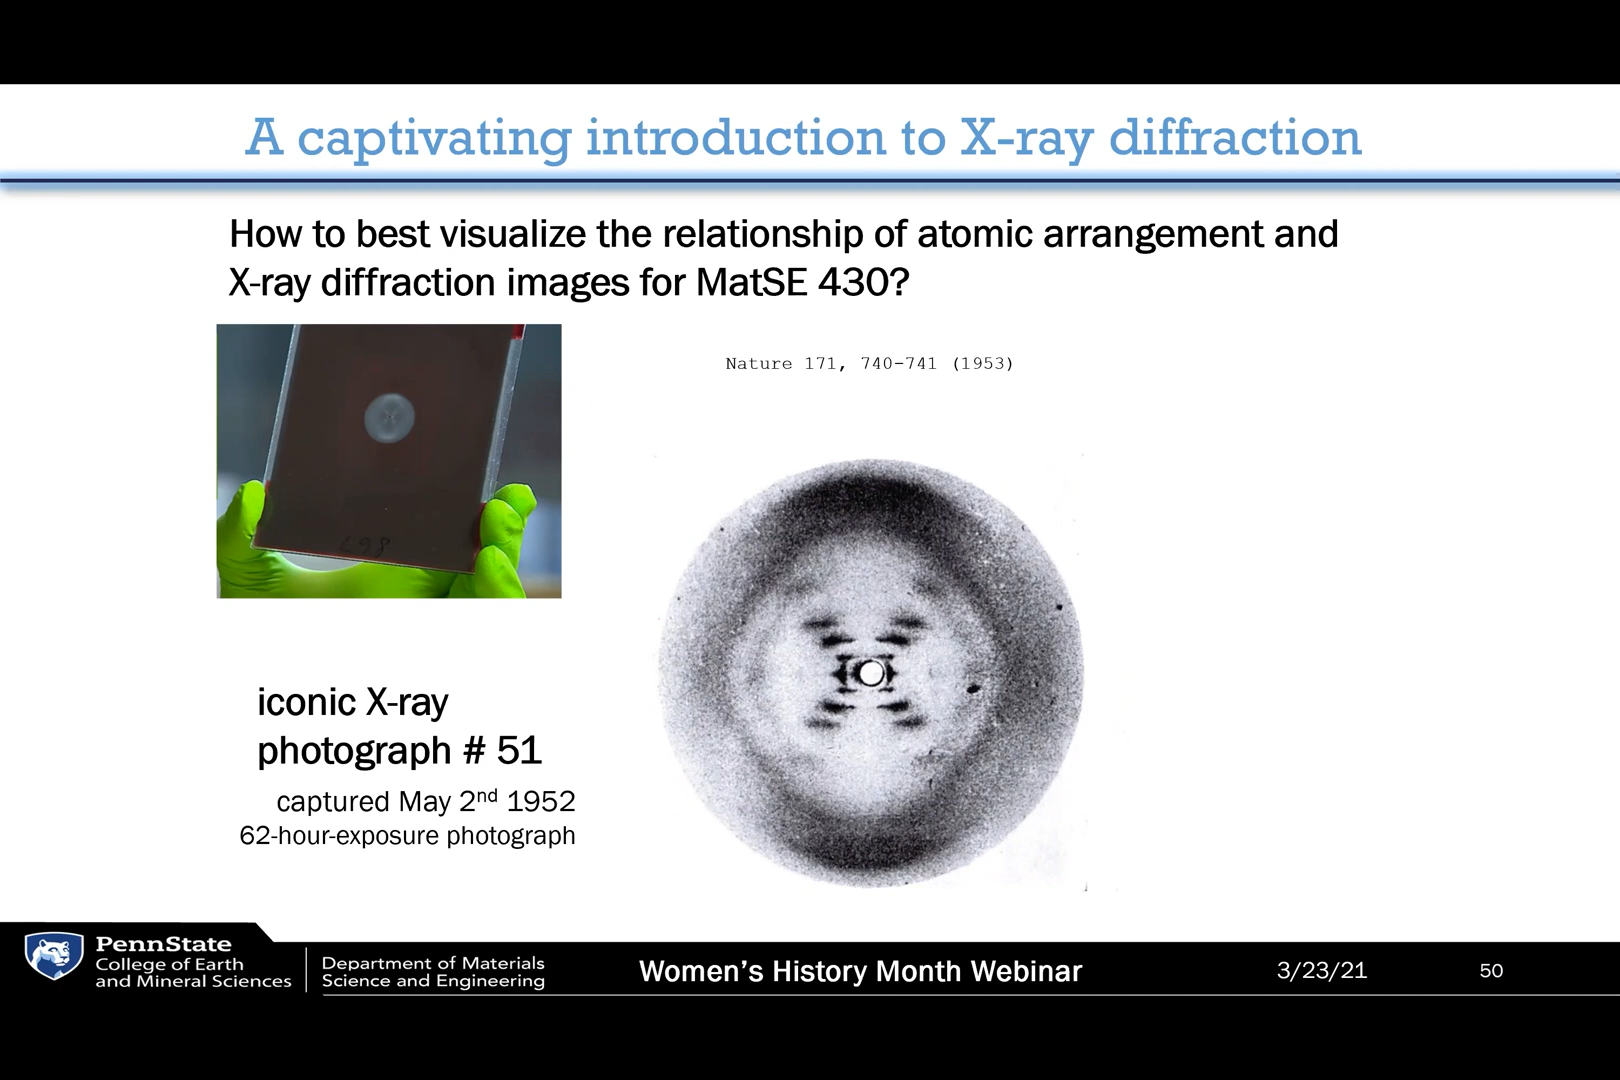 A captivating introduction to X-ray diffraction
How to best visualize the relationship of atomic arrangement and
X-ray diffraction images for MatSE 430?
Nature 171, 740-741 (1953)
iconic X-ray
photograph # 51
captured May 2nd 1952
62-hour-exposure photograph
PennState
College of Earth
and Mineral Sciences
Department of Materials
Science and Engineering
Women's History Month Webinar
3/23/21
50